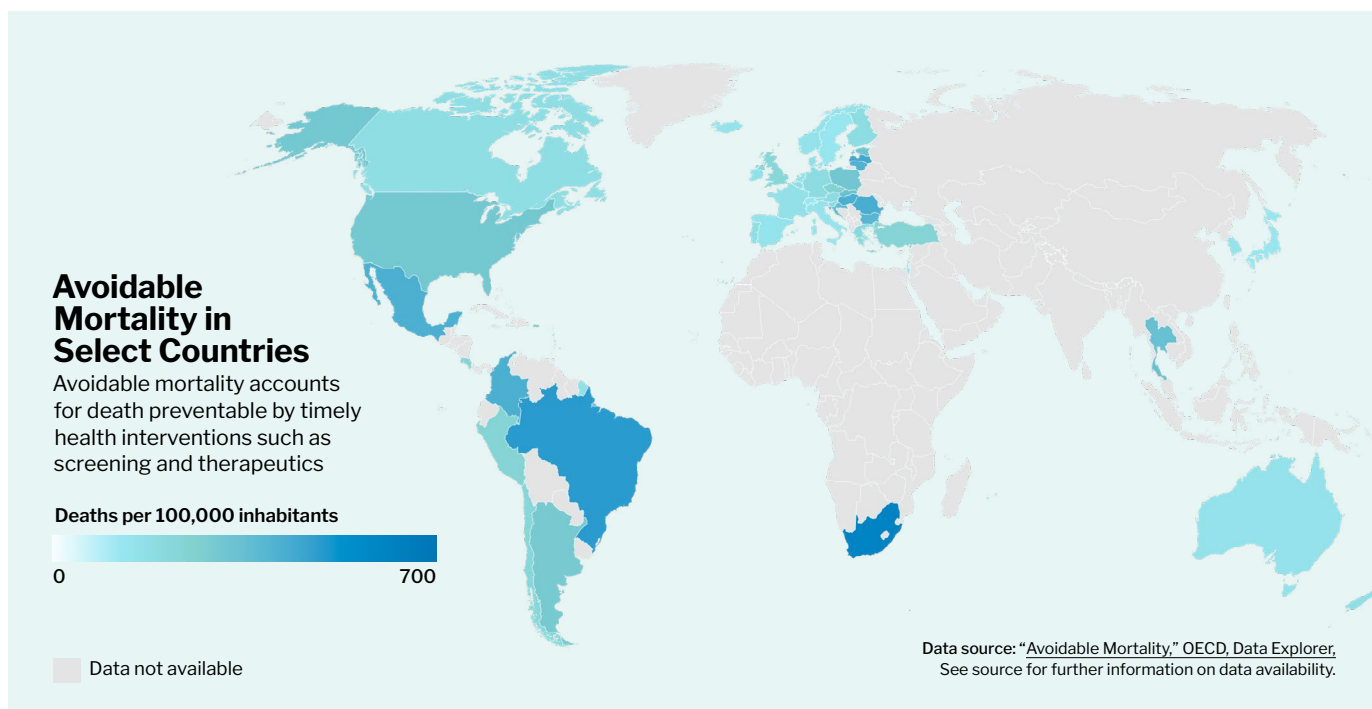 Avoidable
Mortality in
Select Countries
Avoidable mortality accounts
for death preventable by timely
health interventions such as
screening and therapeutics
Deaths per 100,000 inhabitants
0 700
Data not available
Data source: “Avoidable Mortality,” OECD, Data Explorer,
See source for further information on data availability.